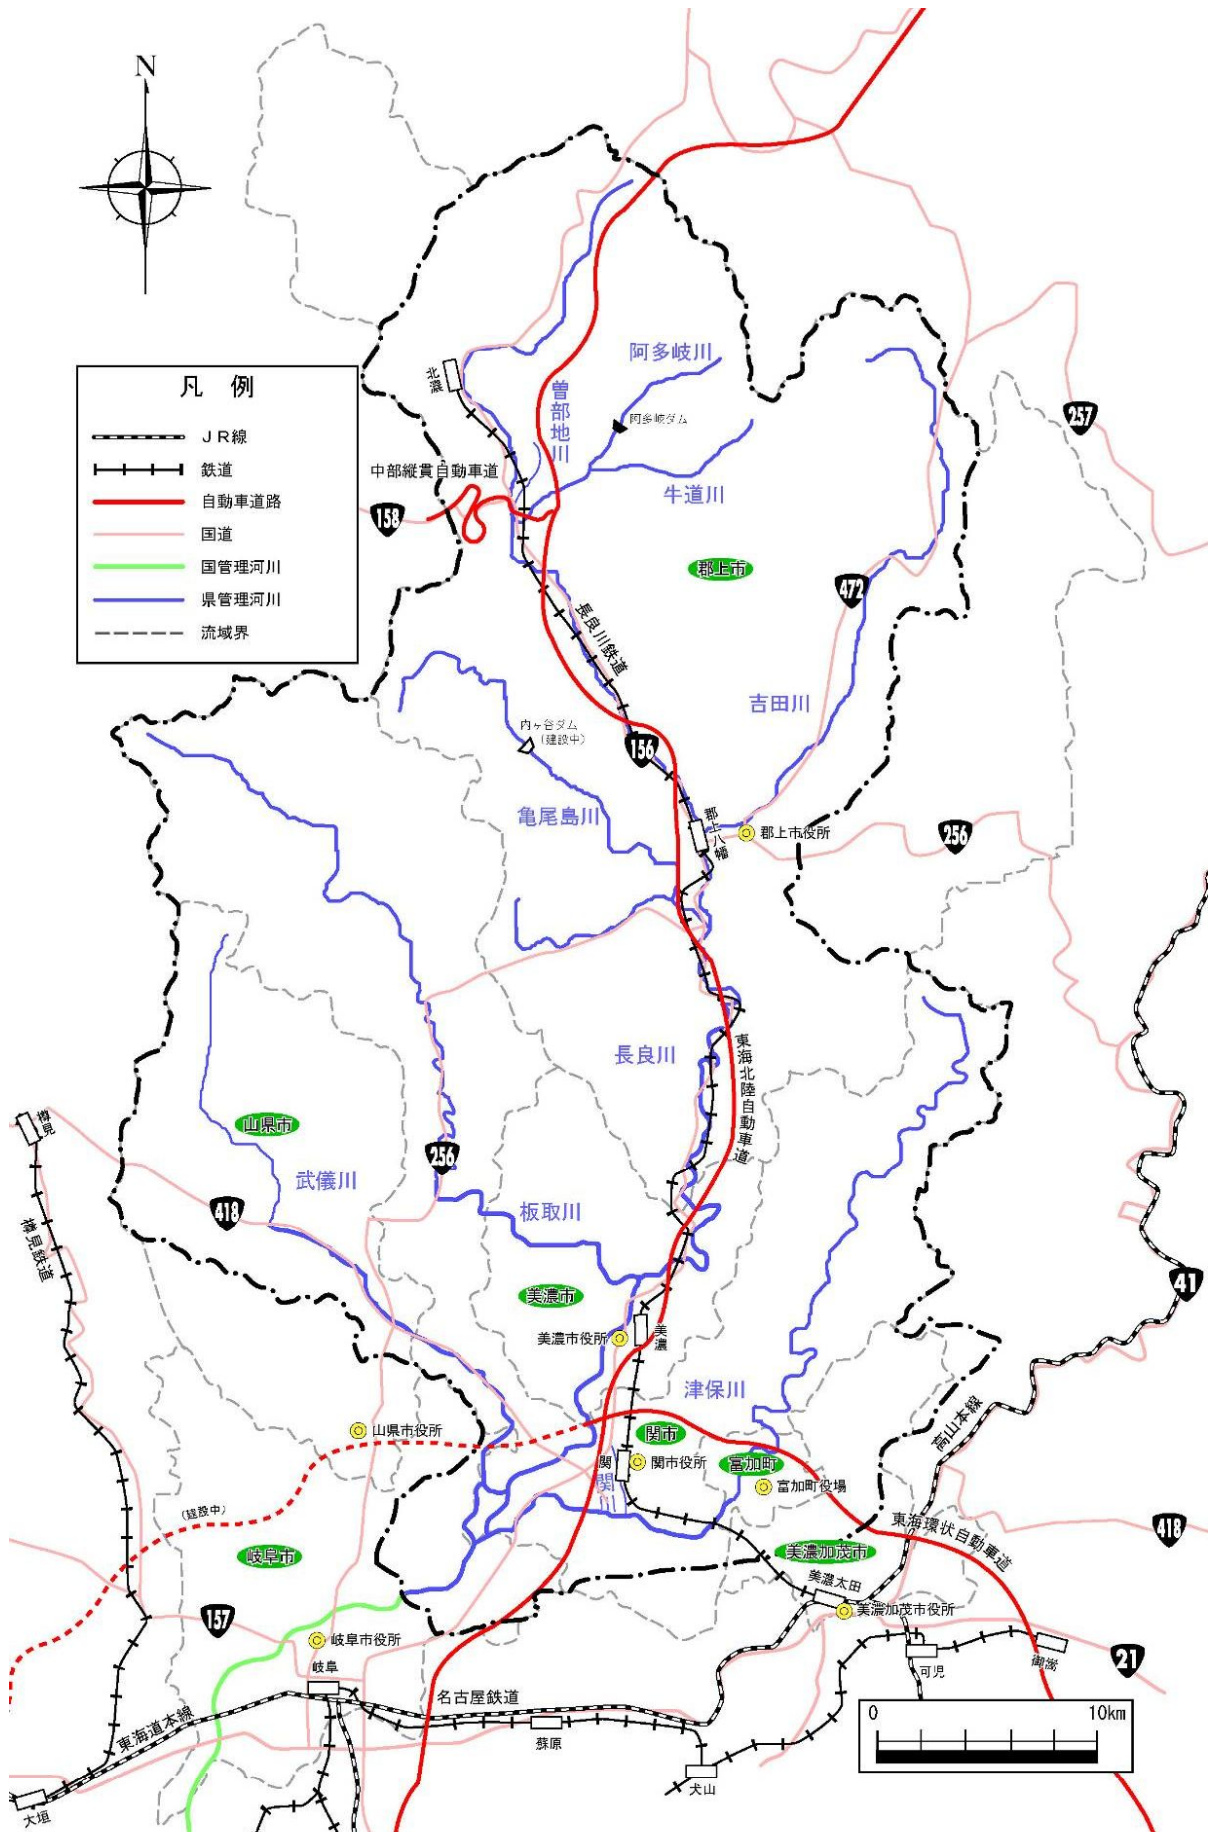 N
凡 例
ＪＲ線
鉄道
自動車道路
国道
国管理河川
県管理河川
流域界
北濃
曽部地川
阿多岐川
阿多岐ダム
牛道川
中部縦貫自動車道
158
257
郡上市
472
長良川鉄道
吉田川
内ヶ谷ダム
(建設中)
156
亀尾島川
郡上八幡
郡上市役所
256
長良川
東海北陸自動車道
樽見
山県市
256
武儀川
418
板取川
樽見鉄道
41
美濃市
美濃市役所
美濃
津保川
高山本線
山県市役所
関市
関
関市役所
関川
富加町
富加町役場
(建設中)
東海環状自動車道
418
岐阜市
美濃加茂市
美濃太田
美濃加茂市役所
157
岐阜市役所
岐阜
可児
御嵩
21
名古屋鉄道
東海道本線
蘇原
犬山
大垣
0
10km